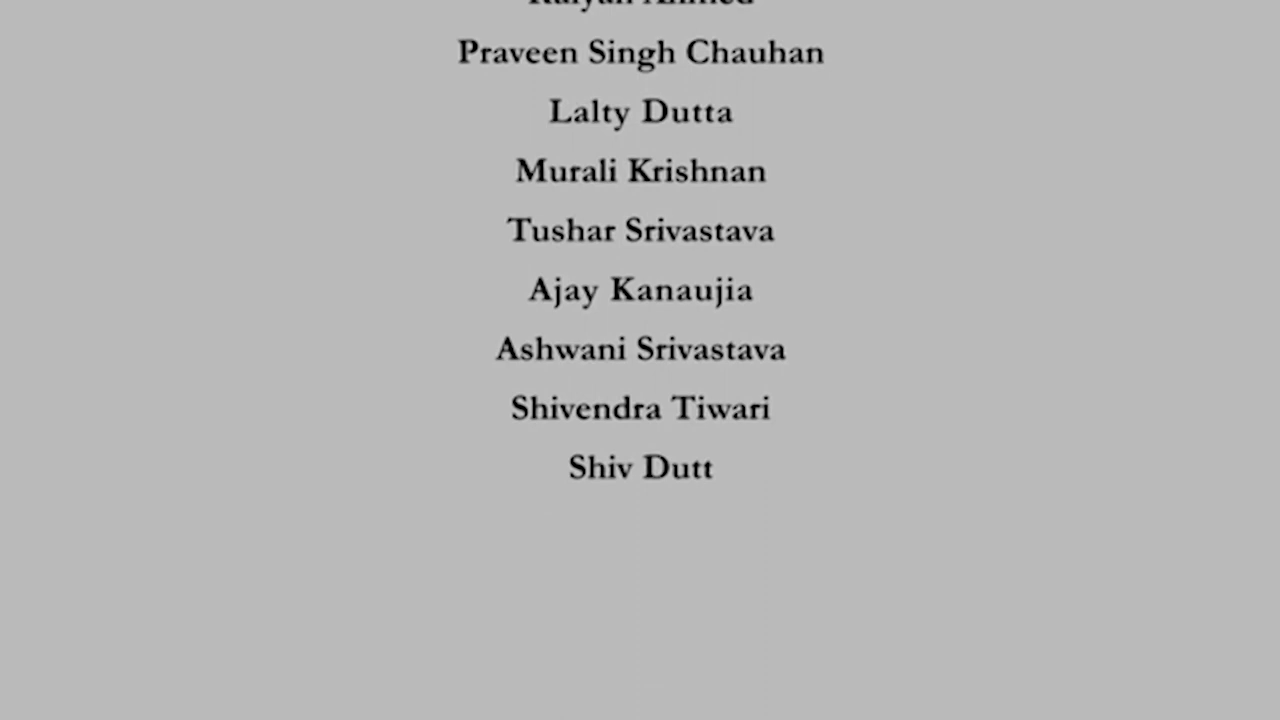 Praveen Singh Chauhan
Lalty Dutta
Murali Krishnan
Tushar Srivastava
Ajay Kanaujia
Ashwani Srivastava
Shivendra Tiwari
Shiv Dutt